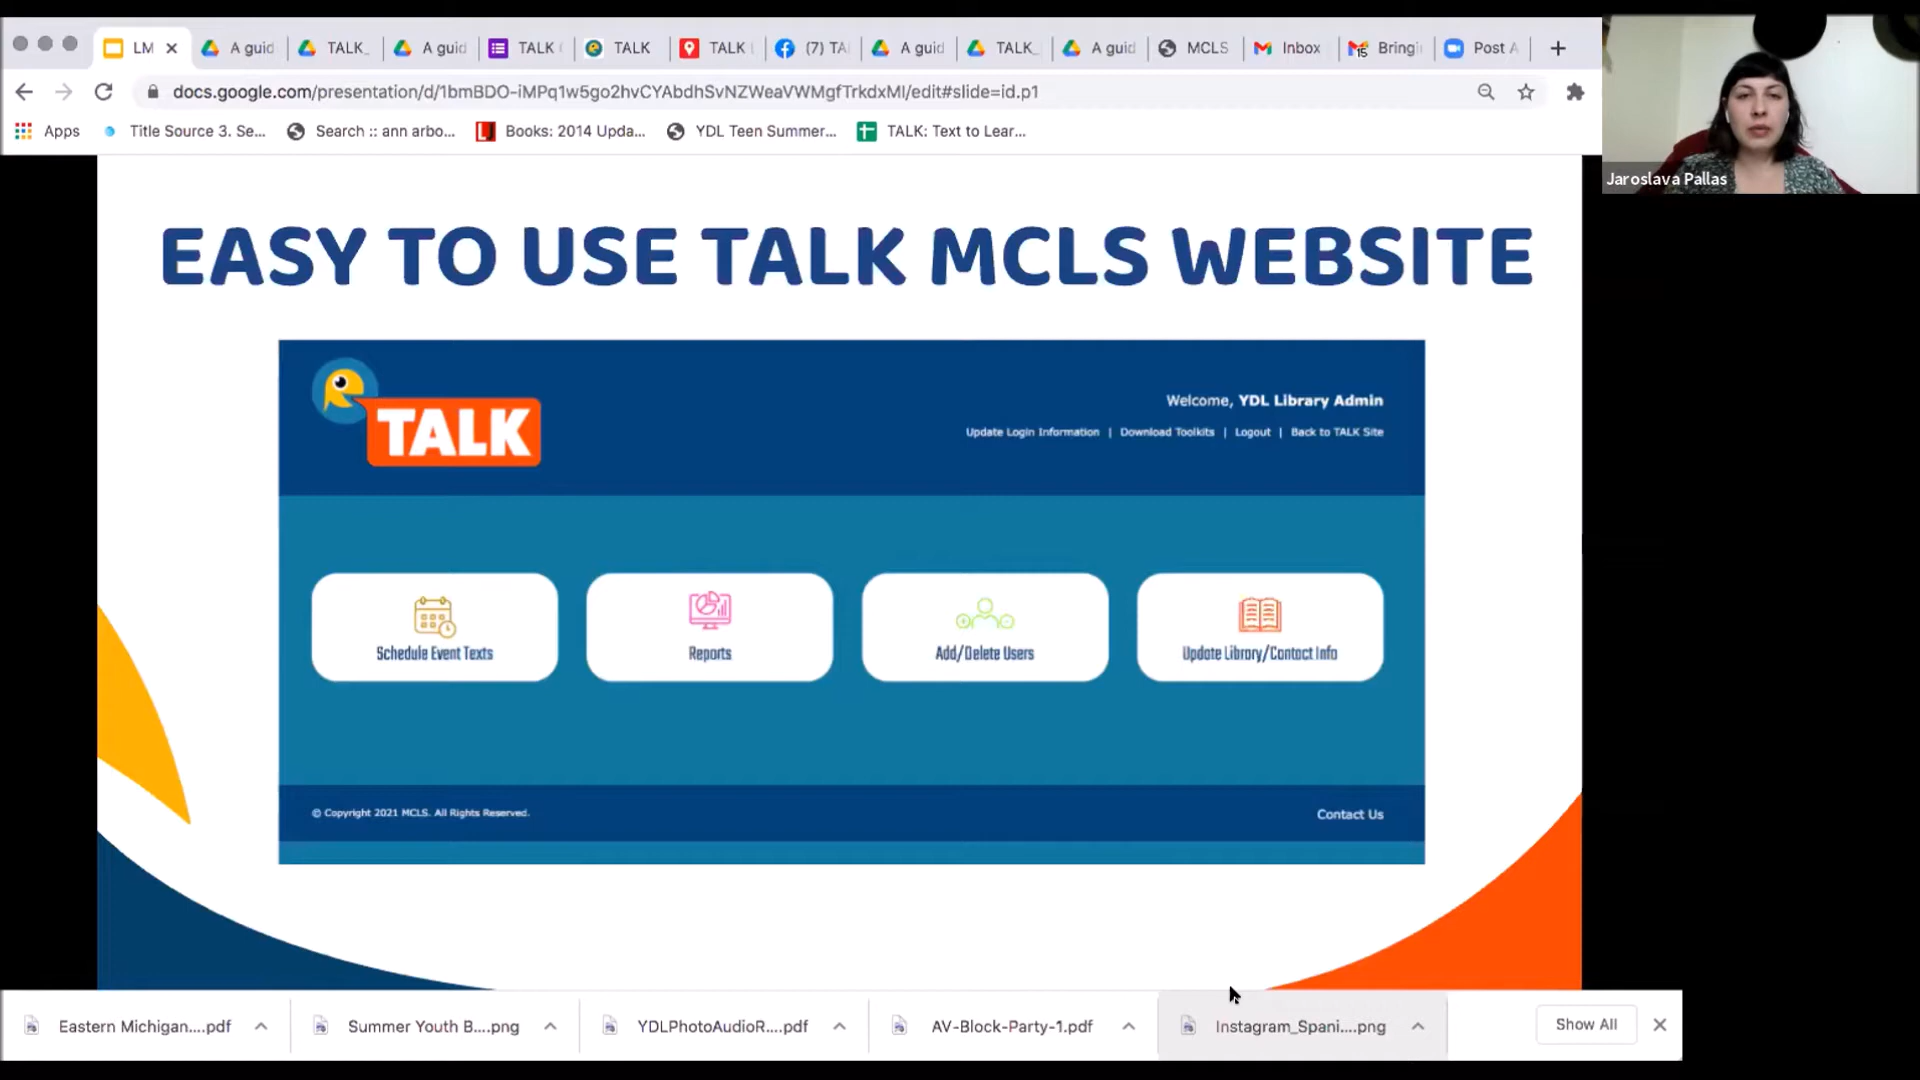 LM
A guid
TALK_
A guid
TALK
TALK
TALK
(7) TA
A guid
TALK_
A guid
MCLS
Inbox
Bringi
Post A
docs.google.com/presentation/d/1bmBDO-iMPq1w5go2hvCYAbdhSvNZWeaVWMgfTrkdxMI/edit#slide=id.p1
Apps
Title Source 3. Se...
Search :: ann arbo...
Books: 2014 Upda...
YDL Teen Summer...
TALK: Text to Lear...
Jaroslava Pallas
EASY TO USE TALK MCLS WEBSITE
TALK
Welcome, YDL Library Admin
Update Login Information | Download Toolkits | Logout | Back to TALK Site
Schedule Event Texts
Reports
Add/Delete Users
Update Library/Contact Info
© Copyright 2021 MCLS. All Rights Reserved.
Contact Us
Eastern Michigan....pdf
Summer Youth B....png
YDLPhotoAudioR....pdf
AV-Block-Party-1.pdf
Instagram_Spani....png
Show All